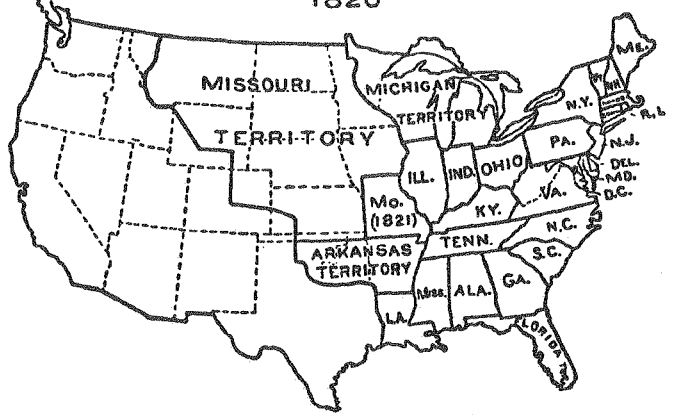 1820
MISSOURI
TERRITORY
MICHIGAN
TERRITORY
ME.
N.H.
N.Y.
R.I.
PA.
N.J.
DEL.
MD.
D.C.
ILL.
IND.
OHIO
VA.
Mo.
(1821)
KY.
N.C.
TENN.
S.C.
ARKANSAS
TERRITORY
MISS.
ALA.
GA.
LA.
FLORIDA